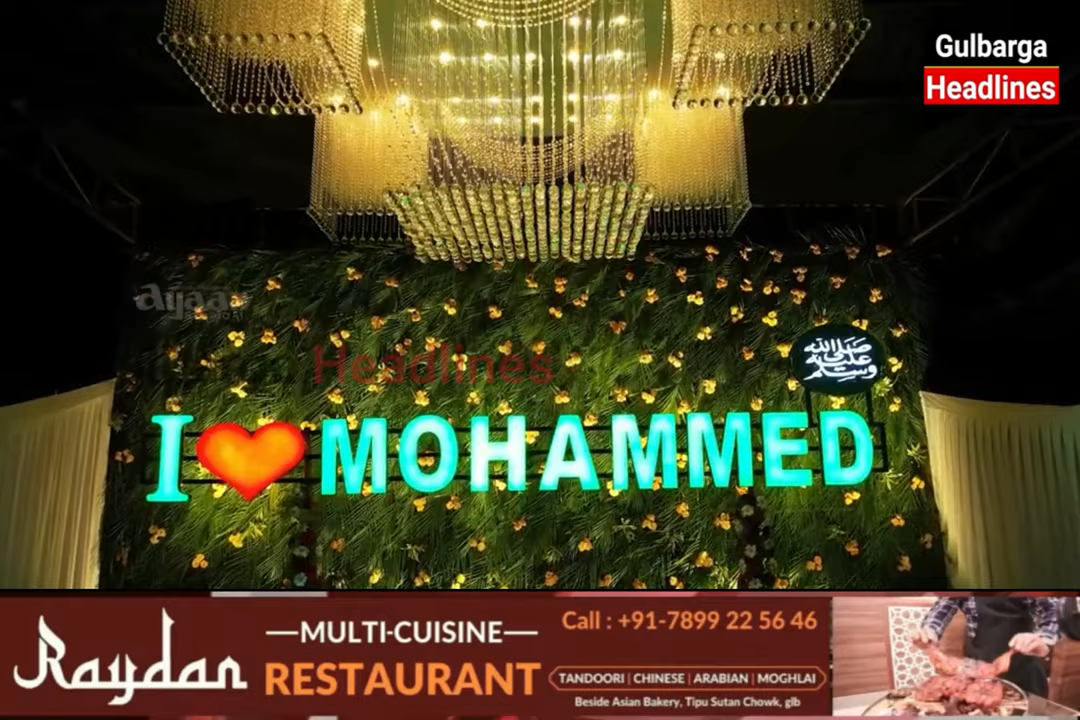 Gulbarga
Headlines
Headlines
صلى الله
عليه
وسلم
I ❤ MOHAMMED
Raydan
—MULTI-CUISINE—
RESTAURANT
Call : +91-7899 22 56 46
TANDOORI | CHINESE | ARABIAN | MOGHLAI
Beside Asian Bakery, Tipu Sutan Chowk, glb